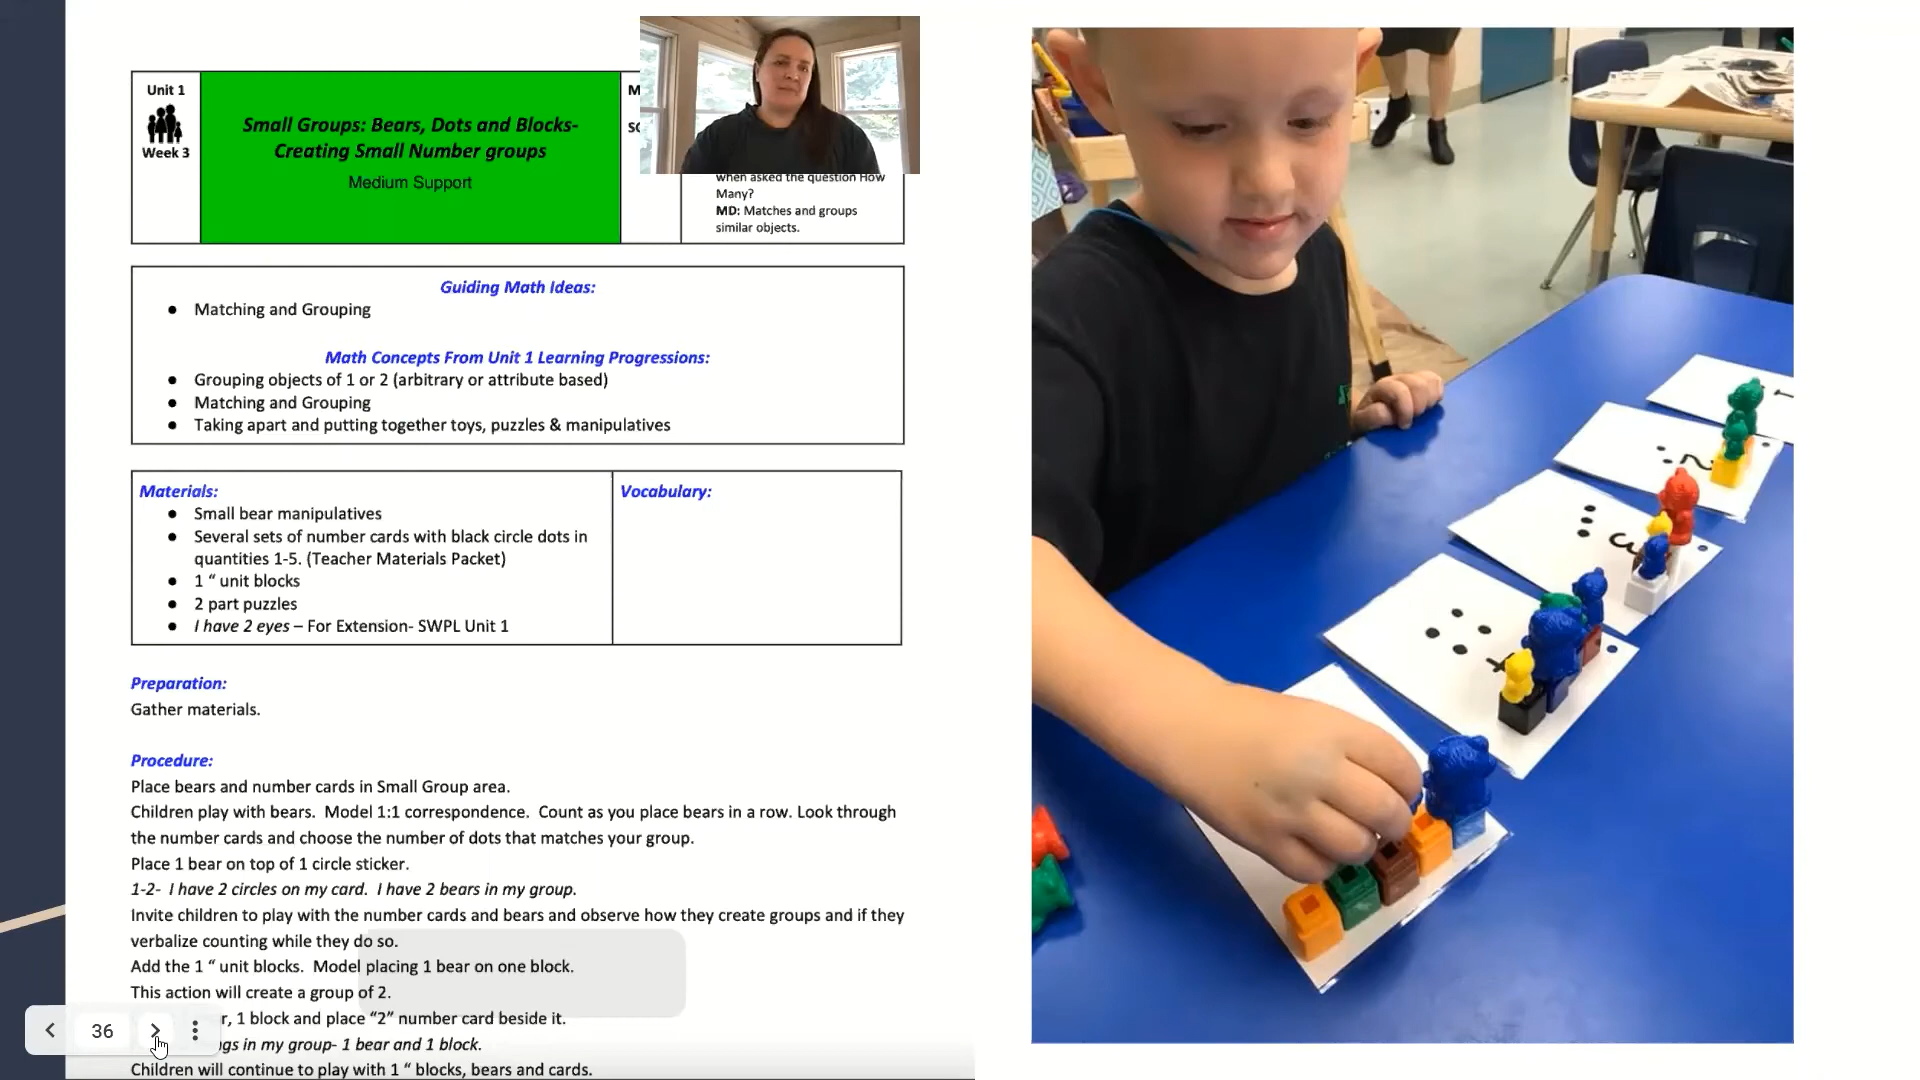 Unit 1
Week 3
Small Groups: Bears, Dots and Blocks-
Creating Small Number groups
Medium Support
when asked the question How
Many?
MD: Matches and groups
similar objects.
Guiding Math Ideas:
● Matching and Grouping
Math Concepts From Unit 1 Learning Progressions:
● Grouping objects of 1 or 2 (arbitrary or attribute based)
● Matching and Grouping
● Taking apart and putting together toys, puzzles & manipulatives
Materials:
● Small bear manipulatives
● Several sets of number cards with black circle dots in
quantities 1-5. (Teacher Materials Packet)
● 1 “ unit blocks
● 2 part puzzles
● I have 2 eyes – For Extension- SWPL Unit 1
Vocabulary:
Preparation:
Gather materials.
Procedure:
Place bears and number cards in Small Group area.
Children play with bears.  Model 1:1 correspondence.  Count as you place bears in a row. Look through
the number cards and choose the number of dots that matches your group.
Place 1 bear on top of 1 circle sticker.
1-2-  I have 2 circles on my card.  I have 2 bears in my group.
Invite children to play with the number cards and bears and observe how they create groups and if they
verbalize counting while they do so.
Add the 1 “ unit blocks.  Model placing 1 bear on one block.
This action will create a group of 2.
r, 1 block and place “2” number card beside it.
gs in my group- 1 bear and 1 block.
Children will continue to play with 1 “ blocks, bears and cards.
36
1
2
3